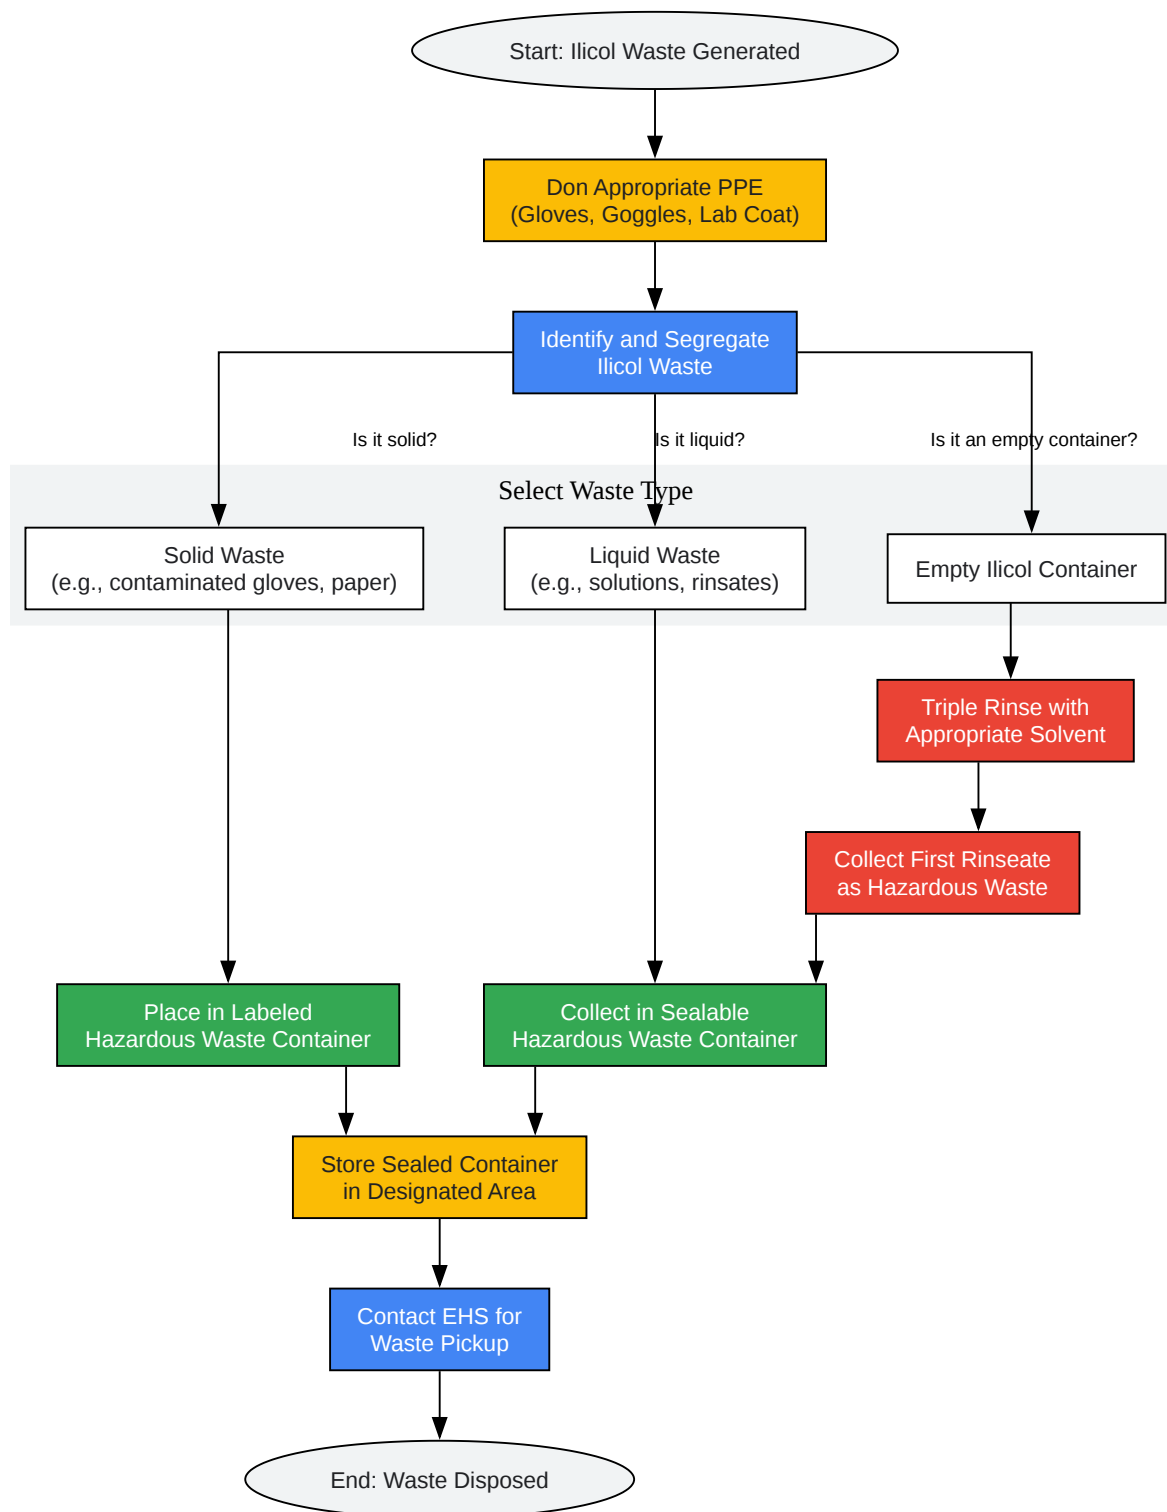 Start: Ilicol Waste Generated
Don Appropriate PPE
(Gloves, Goggles, Lab Coat)
Identify and Segregate
Ilicol Waste
Is it solid?
Is it liquid?
Is it an empty container?
Select Waste Type
Solid Waste
(e.g., contaminated gloves, paper)
Liquid Waste
(e.g., solutions, rinsates)
Empty Ilicol Container
Triple Rinse with
Appropriate Solvent
Collect First Rinseate
as Hazardous Waste
Place in Labeled
Hazardous Waste Container
Collect in Sealable
Hazardous Waste Container
Store Sealed Container
in Designated Area
Contact EHS for
Waste Pickup
End: Waste Disposed